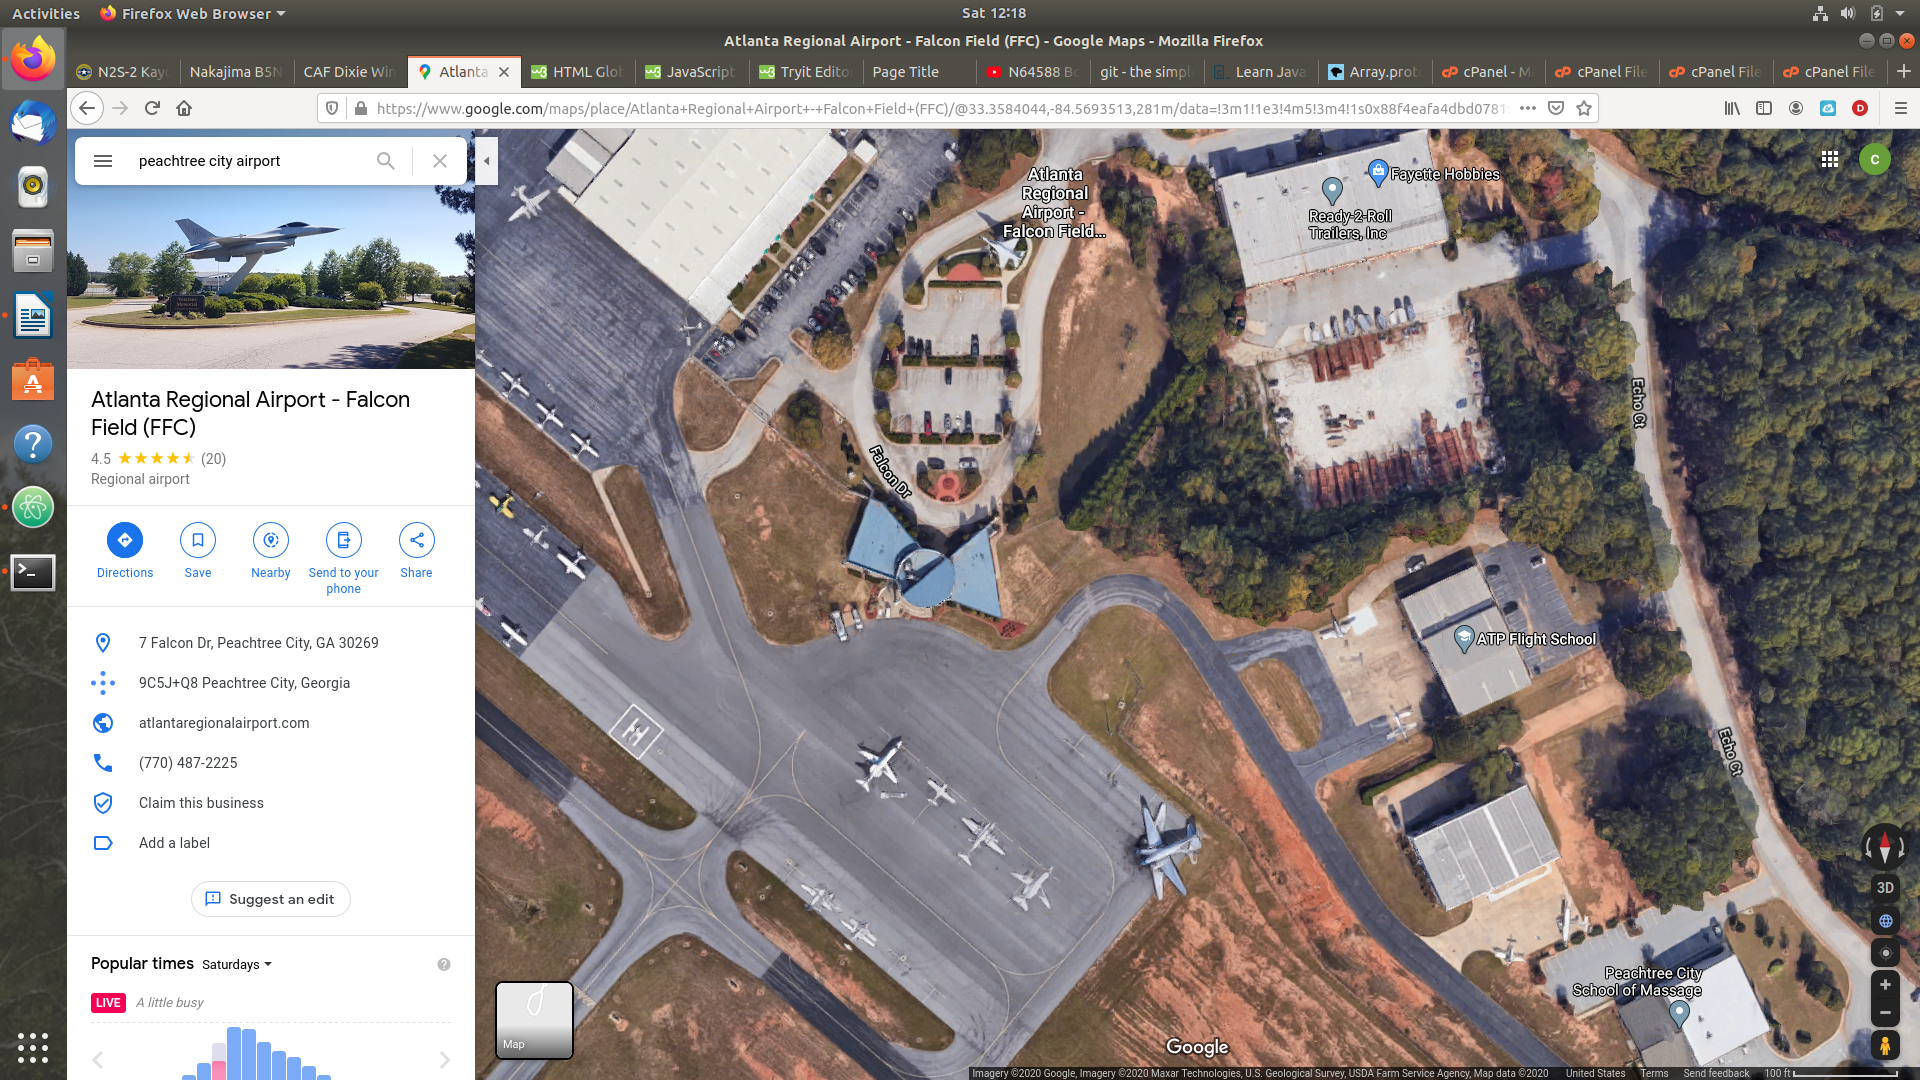 Activities
Firefox Web Browser
Sat 12:18
Atlanta Regional Airport - Falcon Field (FFC) - Google Maps - Mozilla Firefox
N2S-2 Kay
Nakajima B5N
CAF Dixie Win
Atlanta
HTML Glo
JavaScript
Tryit Edito
Page Title
N64588 Bo
git - the simpl
Learn Java
Array.prot
cPanel - M
cPanel File
cPanel File
cPanel File
https://www.google.com/maps/place/Atlanta+Regional+Airport+-+Falcon+Field+(FFC)/@33.3584044,-84.5693513,281m/data=!3m1!1e3!4m5!3m4!1s0x88f4eafa4dbd0781
peachtree city airport
Atlanta Regional Airport - Falcon
Field (FFC)
4.5 (20)
Regional airport
Directions
Save
Nearby
Send to your
phone
Share
7 Falcon Dr, Peachtree City, GA 30269
9C5J+Q8 Peachtree City, Georgia
atlantaregionalairport.com
(770) 487-2225
Claim this business
Add a label
Suggest an edit
Popular times Saturdays
LIVE A little busy
Atlanta
Regional
Airport -
Falcon Field...
Fayette Hobbies
Ready-2-Roll
Trailers, Inc
C
Echo Ct
Falcon Dr
H
ATP Flight School
Echo Ct
3D
Peachtree City
School of Massage
Map
Google
Imagery ©2020 Google, Imagery ©2020 Maxar Technologies, U.S. Geological Survey, USDA Farm Service Agency, Map data ©2020
United States
Terms
Send feedback
100 ft